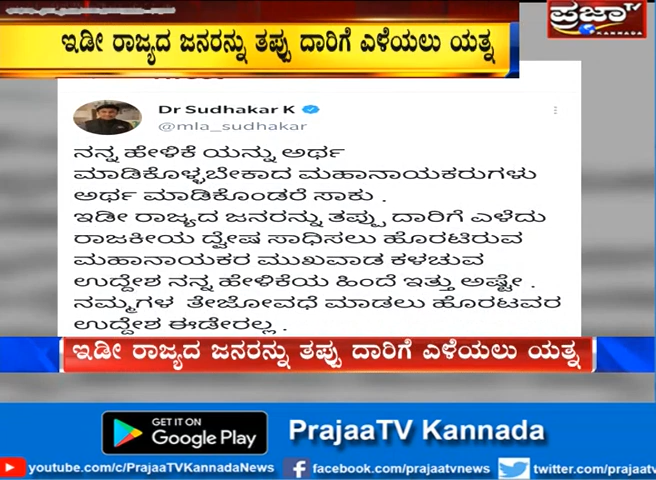 ಇಡೀ ರಾಜ್ಯದ ಜನರನ್ನು ತಪ್ಪು ದಾರಿಗೆ ಎಳೆಯಲು ಯತ್ನ
ಪ್ರಜಾ TV
KANNADA
Dr Sudhakar K
@mla_sudhakar
ನನ್ನ ಹೇಳಿಕೆ ಯನ್ನು ಅರ್ಥ
ಮಾಡಿಕೊಳ್ಳಬೇಕಾದ ಮಹಾನಾಯಕರುಗಳು
ಅರ್ಥ ಮಾಡಿಕೊಂಡರೆ ಸಾಕು .
ಇಡೀ ರಾಜ್ಯದ ಜನರನ್ನು ತಪ್ಪು ದಾರಿಗೆ ಎಳೆದು
ರಾಜಕೀಯ ದ್ವೇಷ ಸಾಧಿಸಲು ಹೊರಟಿರುವ
ಮಹಾನಾಯಕರ ಮುಖವಾಡ ಕಳಚುವ
ಉದ್ದೇಶ ನನ್ನ ಹೇಳಿಕೆಯ ಹಿಂದೆ ಇತ್ತು ಅಷ್ಟೇ .
ನಮ್ಮಗಳ ತೇಜೋವಧೆ ಮಾಡಲು ಹೊರಟವರ
ಉದ್ದೇಶ ಈಡೇರಲ್ಲ .
ಇಡೀ ರಾಜ್ಯದ ಜನರನ್ನು ತಪ್ಪು ದಾರಿಗೆ ಎಳೆಯಲು ಯತ್ನ
GET IT ON
Google Play
PrajaaTV Kannada
youtube.com/c/PrajaaTVKannadaNews
facebook.com/prajaatvnews
twitter.com/prajaatv